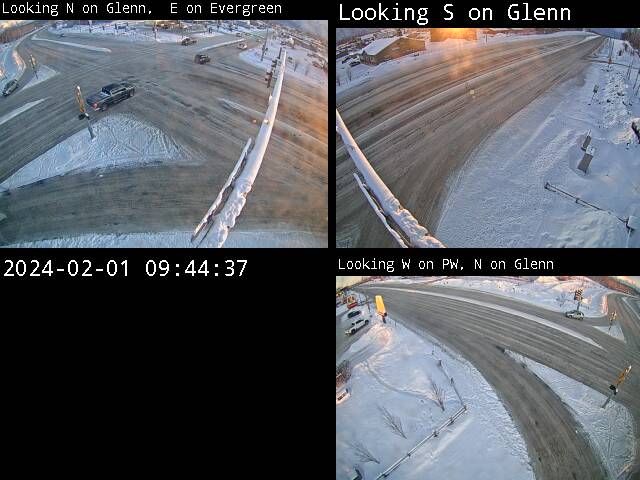 Looking N on Glenn, E on Evergreen
Looking S on Glenn
2024-02-01 09:44:37
Looking W on PW, N on Glenn